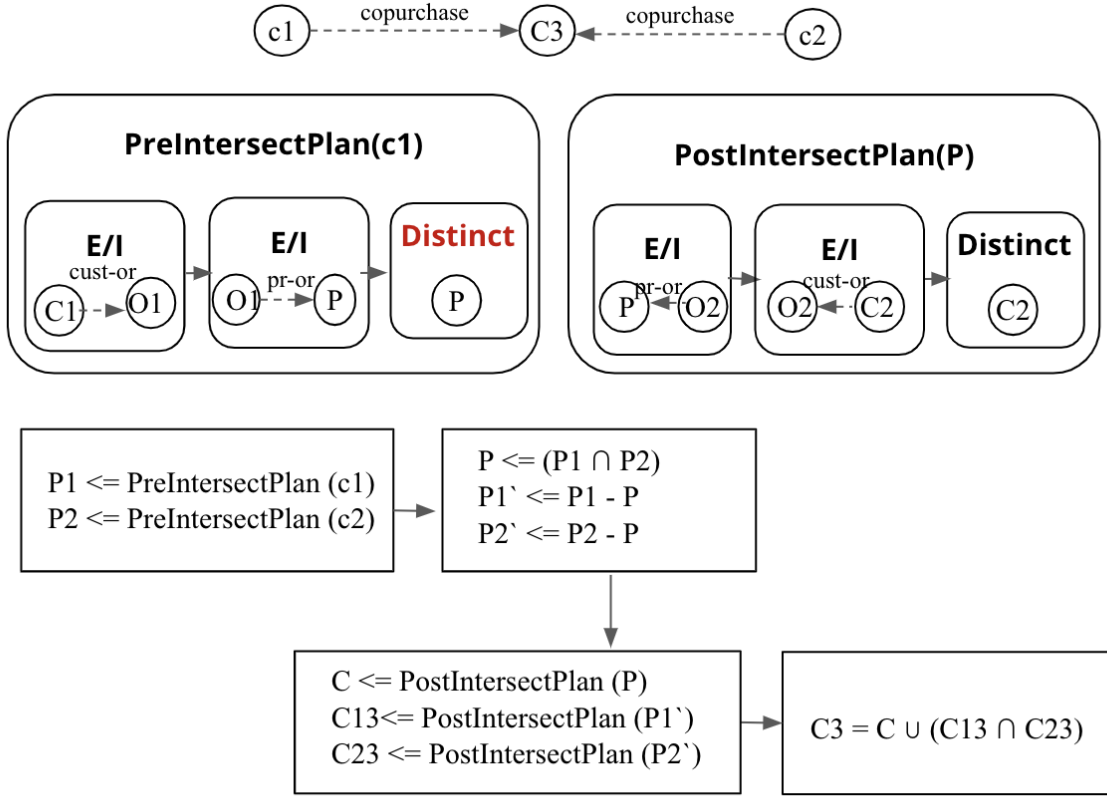 copurchase copurchase
c1 C3 c2
PreIntersectPlan(c1)
E/I
cust-or
C1 O1
E/I
pr-or
O1 P
Distinct
P
PostIntersectPlan(P)
E/I
pr-or
P O2
E/I
cust-or
O2 C2
Distinct
C2
P1 <= PreIntersectPlan (c1)
P2 <= PreIntersectPlan (c2)
P <= (P1 ∩ P2)
P1` <= P1 - P
P2` <= P2 - P
C <= PostIntersectPlan (P)
C13<= PostIntersectPlan (P1`)
C23 <= PostIntersectPlan (P2`)
C3 = C ∪ (C13 ∩ C23)